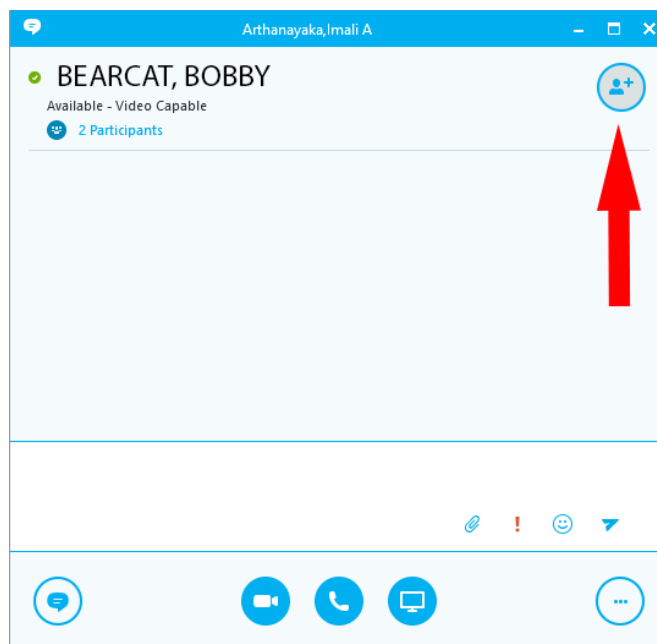 Arthanayaka,Imali A
BEARCAT, BOBBY
Available - Video Capable
2 Participants